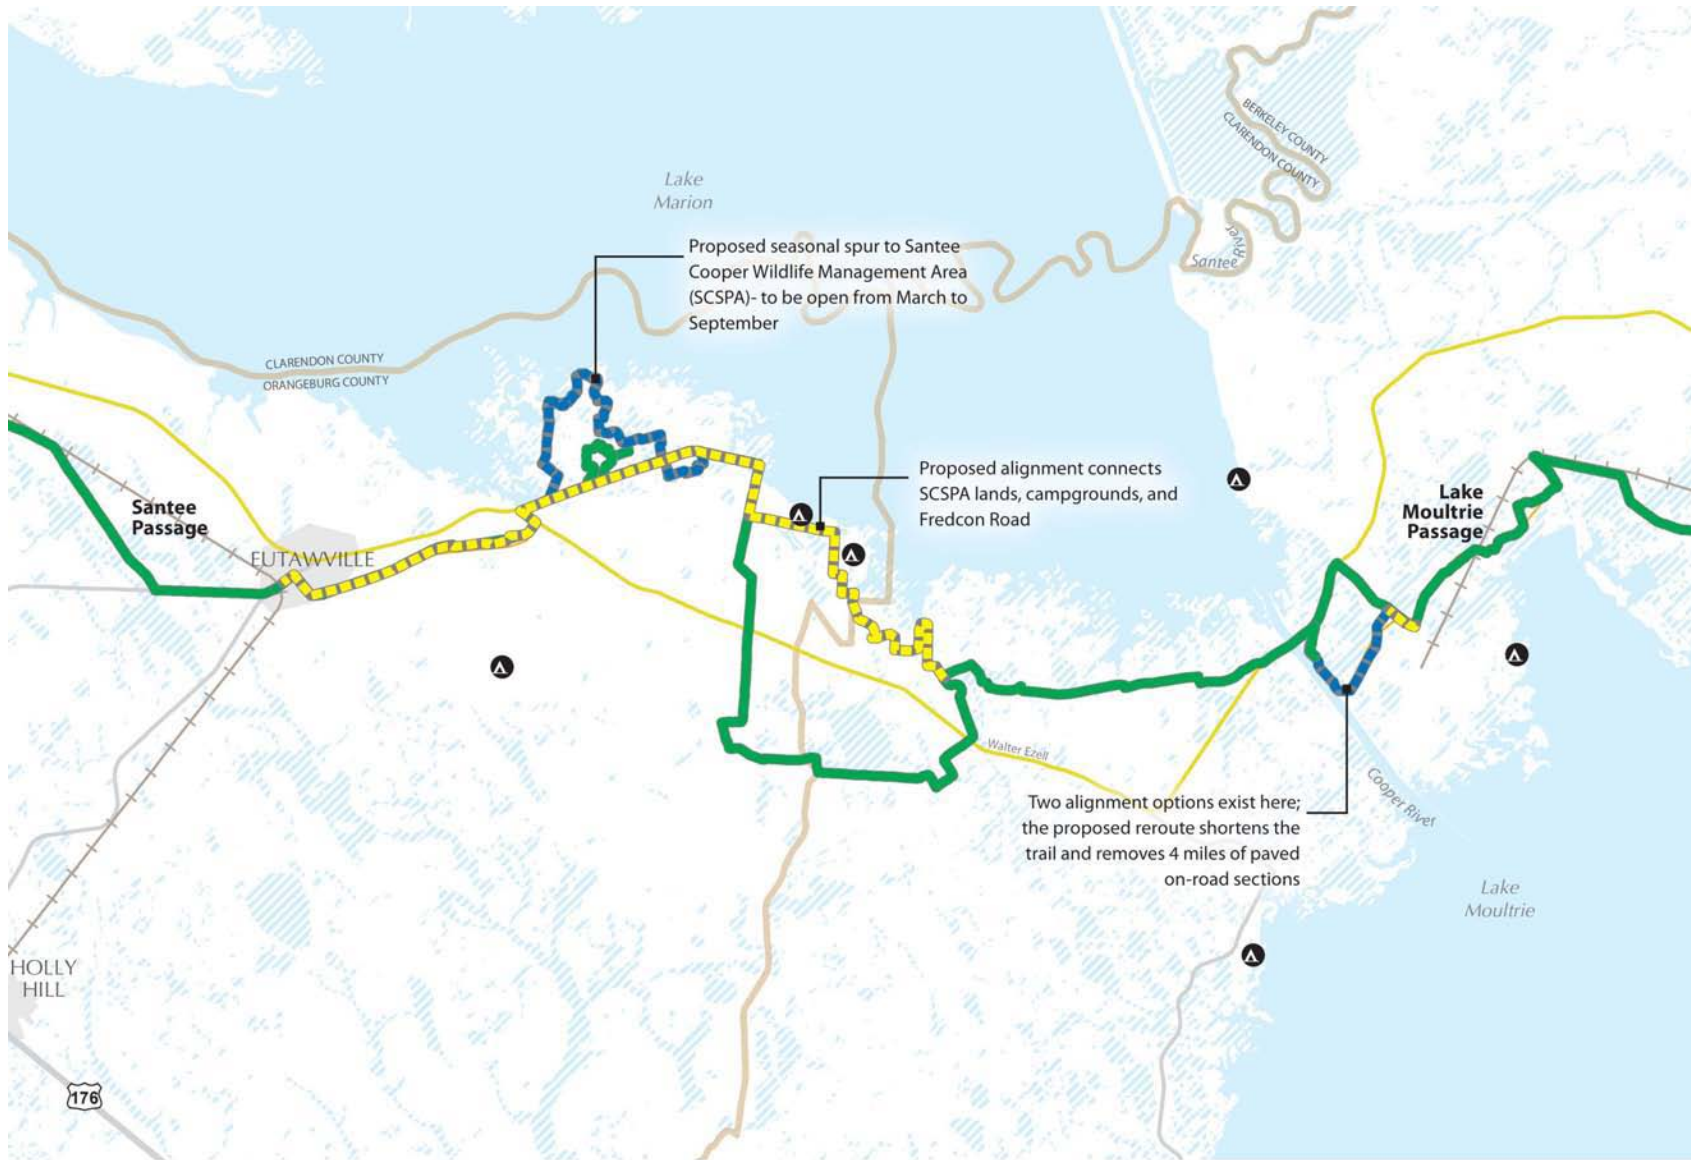 BERKELEY COUNTY
CLARENDON COUNTY
Lake
Marion
Santee
River
Proposed seasonal spur to Santee
Cooper Wildlife Management Area
(SCSPA)- to be open from March to
September
CLARENDON COUNTY
ORANGEBURG COUNTY
Proposed alignment connects
SCSPA lands, campgrounds, and
Fredcon Road
Santee
Passage
Lake
Moultrie
Passage
EUTAWVILLE
Walter Ezell
Cooper River
Two alignment options exist here;
the proposed reroute shortens the
trail and removes 4 miles of paved
on-road sections
Lake
Moultrie
HOLLY
HILL
176